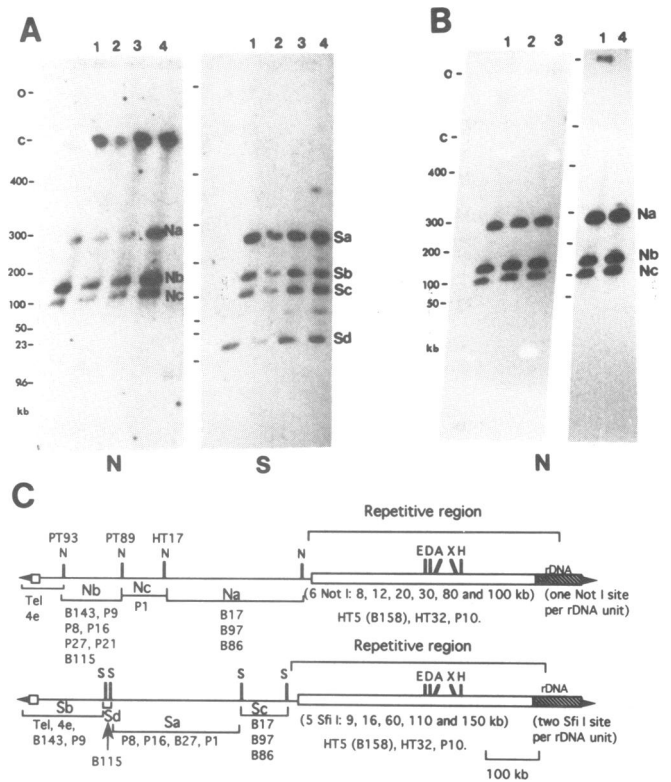 A
B
1 2 3 4
1 2 3 4
1 2 3
1 4
O
C
400
300
200
100
50
23
9.6
kb
Na
Nb
Nc
Sa
Sb
Sc
Sd
O
C
400
300
200
100
50
kb
Na
Nb
Nc
N
S
N
C
Repetitive region
PT93 PT89 HT17
N N N N
EDA XH
rDNA
Tel
4e
Nb
Nc
Na
(6 Not I: 8, 12, 20, 30, 80 and 100 kb)
(one Not I site
per rDNA unit)
B143, P9
P8, P16
P27, P21
B115
P1
B17
B97
B86
HT5 (B158), HT32, P10.
Repetitive region
S S S S
EDA XH
rDNA
Sb
Sd
Sa
Sc
(5 Sfi I: 9, 16, 60, 110 and 150 kb)
(two Sfi I site
per rDNA unit)
Tel, 4e,
B143, P9
B115
P8, P16, B27, P1
B17
B97
B86
HT5 (B158), HT32, P10.
100 kb